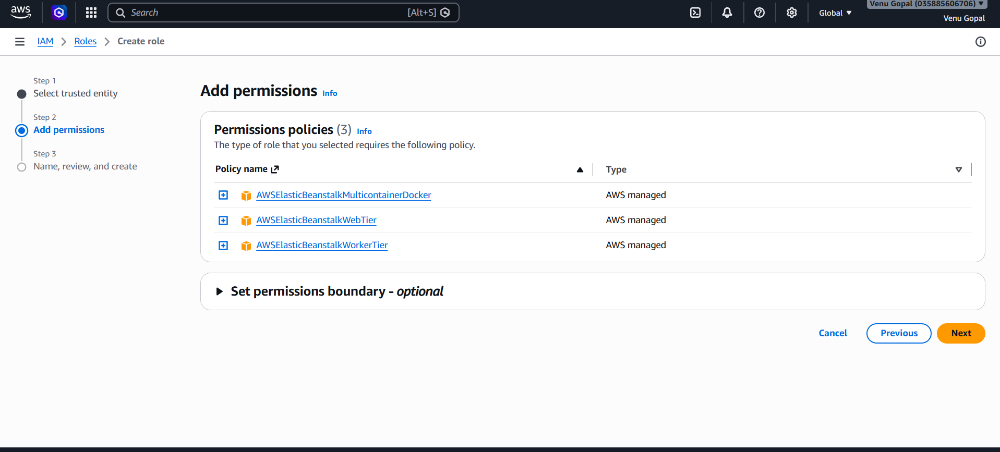 aws
Search
[Alt+S]
Global
Venu Gopal (035885606706)
Venu Gopal
IAM
Roles
Create role
Step 1
Select trusted entity
Step 2
Add permissions
Step 3
Name, review, and create
Add permissions Info
Permissions policies (3) Info
The type of role that you selected requires the following policy.
Policy name
Type
AWSElasticBeanstalkMulticontainerDocker
AWS managed
AWSElasticBeanstalkWebTier
AWS managed
AWSElasticBeanstalkWorkerTier
AWS managed
Set permissions boundary - optional
Cancel
Previous
Next